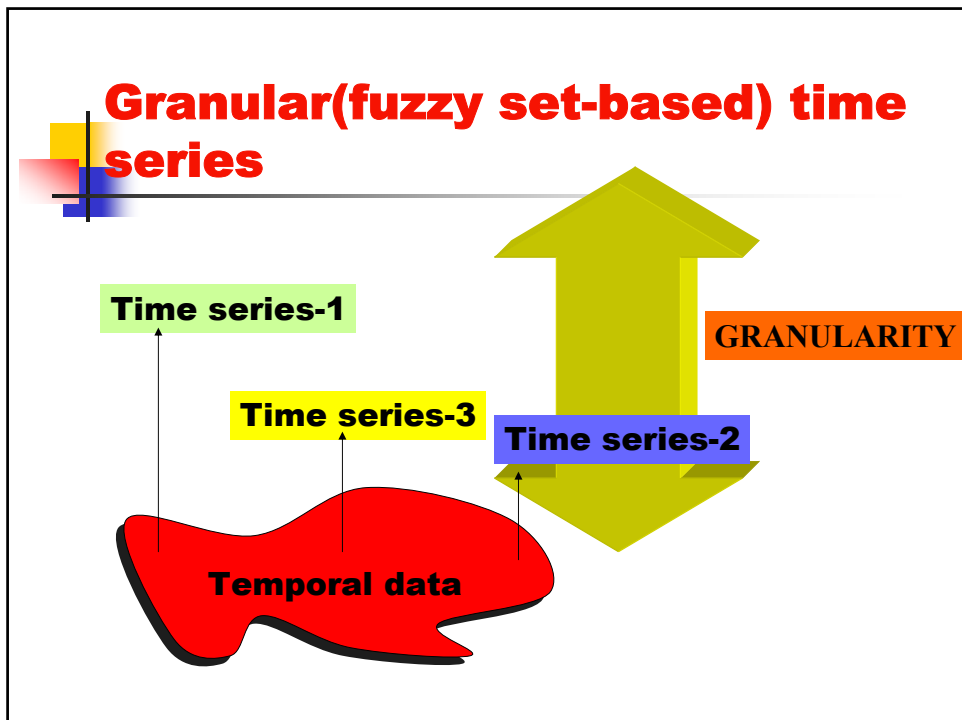 Granular(fuzzy set-based) time
series
Time series-1
GRANULARITY
Time series-3
Time series-2
Temporal data